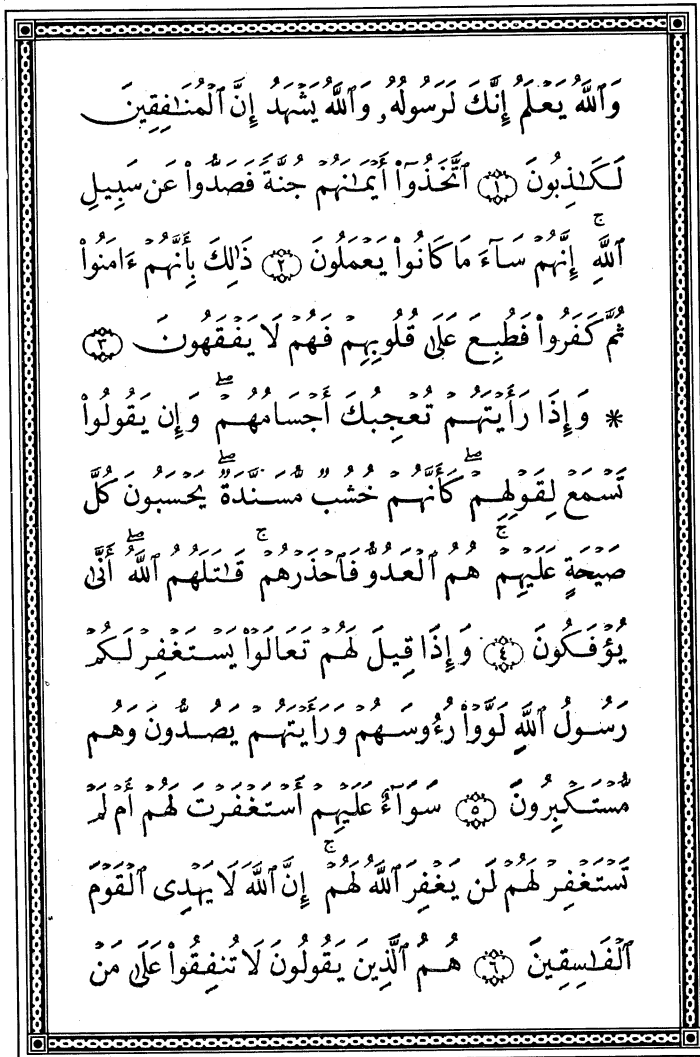 وَٱللَّهُ يَعْلَمُ إِنَّكَ لَرَسُولُهُۥ وَٱللَّهُ يَشْهَدُ إِنَّ ٱلْمُنَٰفِقِينَ
لَكَٰذِبُونَ ﴿١﴾ ٱتَّخَذُوٓا۟ أَيْمَٰنَهُمْ جُنَّةً فَصَدُّوا۟ عَن سَبِيلِ
ٱللَّهِ ۚ إِنَّهُمْ سَآءَ مَا كَانُوا۟ يَعْمَلُونَ ﴿٢﴾ ذَٰلِكَ بِأَنَّهُمْ ءَامَنُوا۟
ثُمَّ كَفَرُوا۟ فَطُبِعَ عَلَىٰ قُلُوبِهِمْ فَهُمْ لَا يَفْقَهُونَ ﴿٣﴾
* وَإِذَا رَأَيْتَهُمْ تُعْجِبُكَ أَجْسَامُهُمْ ۖ وَإِن يَقُولُوا۟
تَسْمَعْ لِقَوْلِهِمْ ۖ كَأَنَّهُمْ خُشُبٌ مُّسَنَّدَةٌ ۖ يَحْسَبُونَ كُلَّ
صَيْحَةٍ عَلَيْهِمْ ۚ هُمُ ٱلْعَدُوُّ فَٱحْذَرْهُمْ ۚ قَٰتَلَهُمُ ٱللَّهُ ۖ أَنَّىٰ
يُؤْفَكُونَ ﴿٤﴾ وَإِذَا قِيلَ لَهُمْ تَعَالَوْا۟ يَسْتَغْفِرْ لَكُمْ
رَسُولُ ٱللَّهِ لَوَّوْا۟ رُءُوسَهُمْ وَرَأَيْتَهُمْ يَصُدُّونَ وَهُم
مُّسْتَكْبِرُونَ ﴿٥﴾ سَوَآءٌ عَلَيْهِمْ أَسْتَغْفَرْتَ لَهُمْ أَمْ لَمْ
تَسْتَغْفِرْ لَهُمْ لَن يَغْفِرَ ٱللَّهُ لَهُمْ ۚ إِنَّ ٱللَّهَ لَا يَهْدِى ٱلْقَوْمَ
ٱلْفَٰسِقِينَ ﴿٦﴾ هُمُ ٱلَّذِينَ يَقُولُونَ لَا تُنفِقُوا۟ عَلَىٰ مَنْ